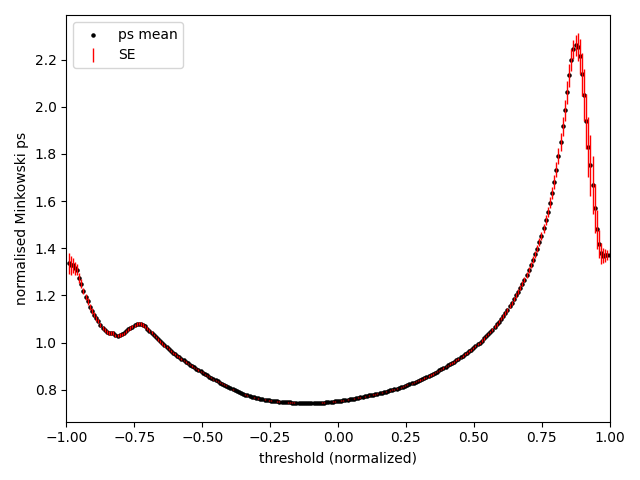 ps mean
SE
normalised Minkowski ps
2.2
2.0
1.8
1.6
1.4
1.2
1.0
0.8
−1.00 −0.75 −0.50 −0.25 0.00 0.25 0.50 0.75 1.00
threshold (normalized)